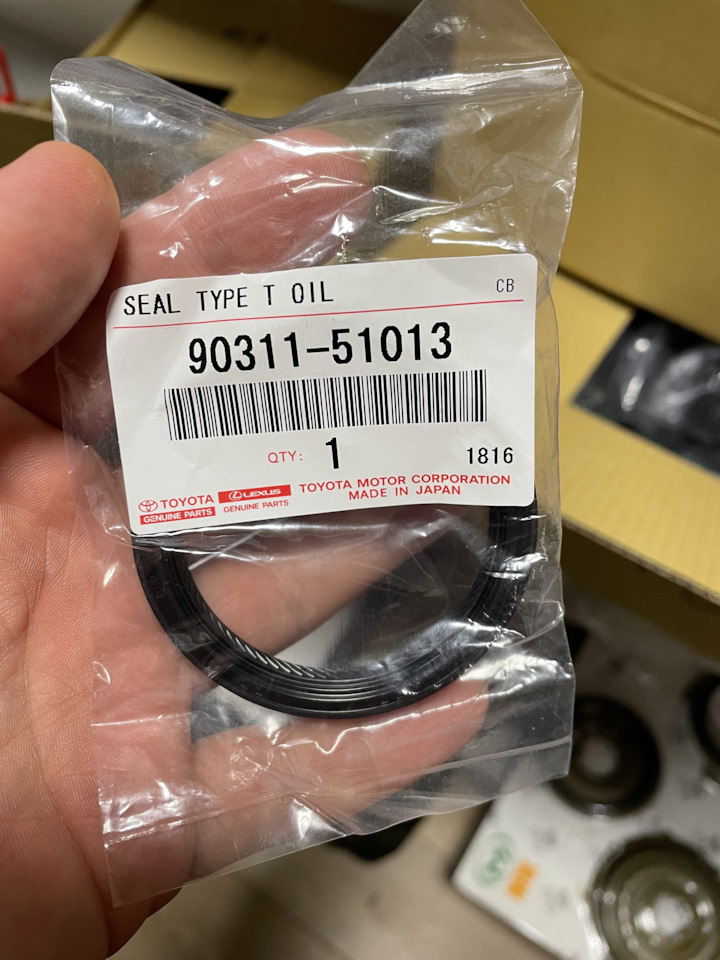 SEAL TYPE T OIL
CB
90311-51013
QTY: 1
1816
TOYOTA
GENUINE PARTS
LEXUS
GENUINE PARTS
TOYOTA MOTOR CORPORATION
MADE IN JAPAN